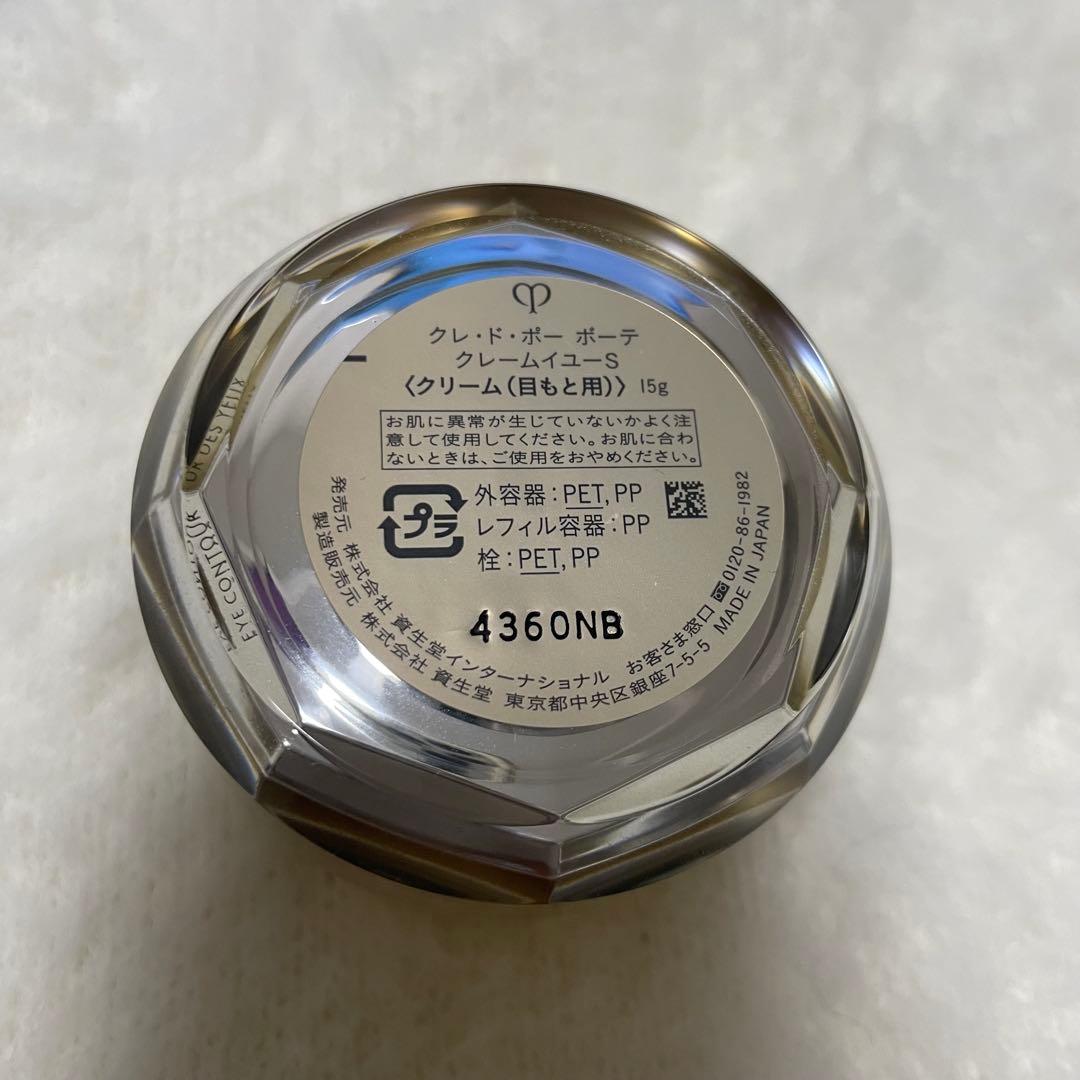 クレ・ド・ポー ボーテ
クレームイユーS
〈クリーム(目もと用)〉 15g
お肌に異常が生じていないかよく注
意して使用してください。お肌に合わ
ないときは、ご使用をおやめください。
プラ
外容器:PET,PP
レフィル容器:PP
栓:PET,PP
4360NB
発売元 株式会社 資生堂インターナショナル お客さま窓口 0120-86-1982
製造販売元 株式会社 資生堂 東京都中央区銀座7-5-5 MADE IN JAPAN
UR DES YEUX
EYE CONTOUR